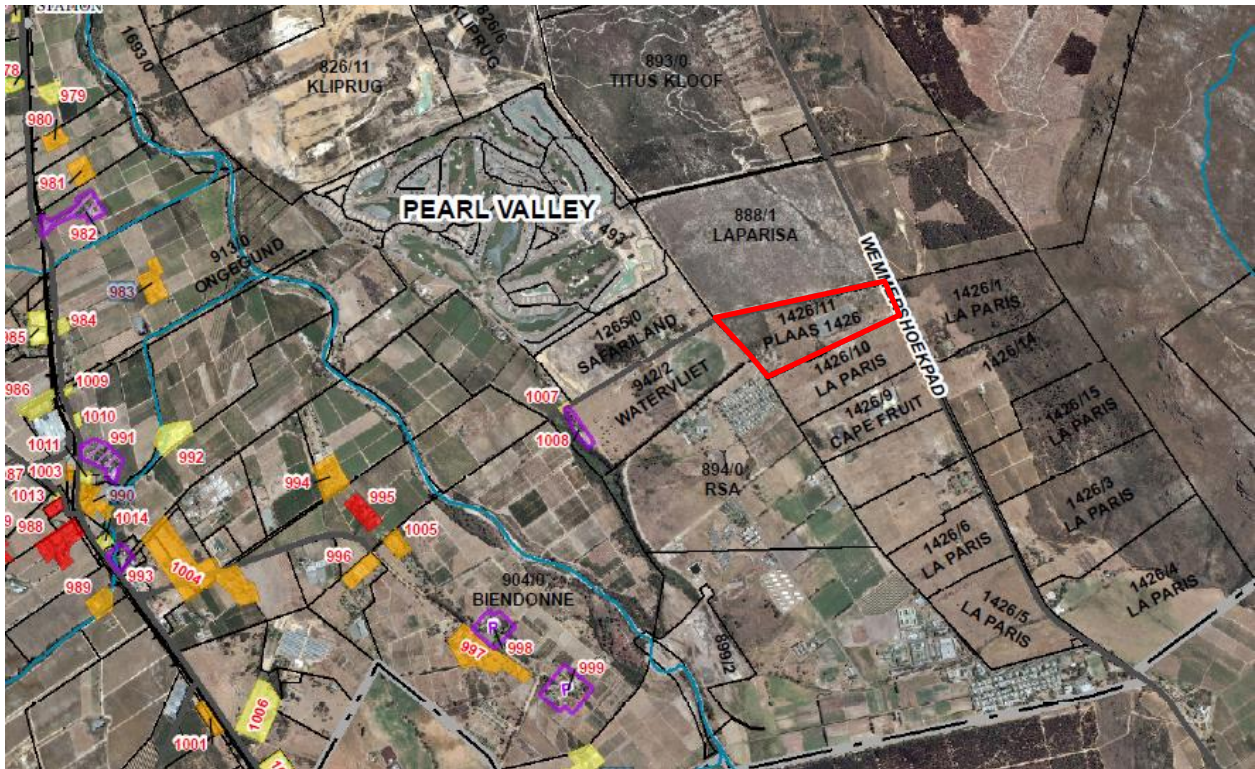 STATION
1693/0
826/11
KLIPRUG
826/6
KLIPRUG
893/0
TITUS KLOOF
978
979
980
981
982
913/0
ONGEGUND
983
984
985
PEARL VALLEY
493
888/1
LAPARISA
WEMMERSHOEKPAD
1265/0
SAFARILAND
942/2
WATERVLIET
1426/11
PLAAS 1426
1426/10
LA PARIS
1426/9
CAPE FRUIT
1426/1
LA PARIS
1426/14
1426/15
LA PARIS
1426/3
LA PARIS
1426/4
LA PARIS
1426/6
LA PARIS
1426/5
LA PARIS
894/0
RSA
899/2
1007
1008
986
1009
1010
1011
991
992
1003
987
1013
990
1014
988
993
989
1004
994
995
1005
996
904/0
BIENDONNE
R
998
997
999
P
1006
1001